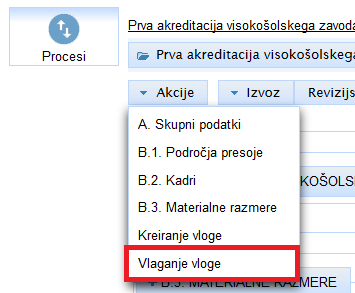 Prva akreditacija visokošolskega zavoda
Procesi
Prva akreditacija visokošolskega
Akcije
Izvoz
Revizijs
A. Skupni podatki
B.1. Področja presoje
B.2. Kadri
B.3. Materialne razmere
Kreiranje vloge
Vlaganje vloge
KOŠOLSK
B.3. MATERIALNE RAZMERE